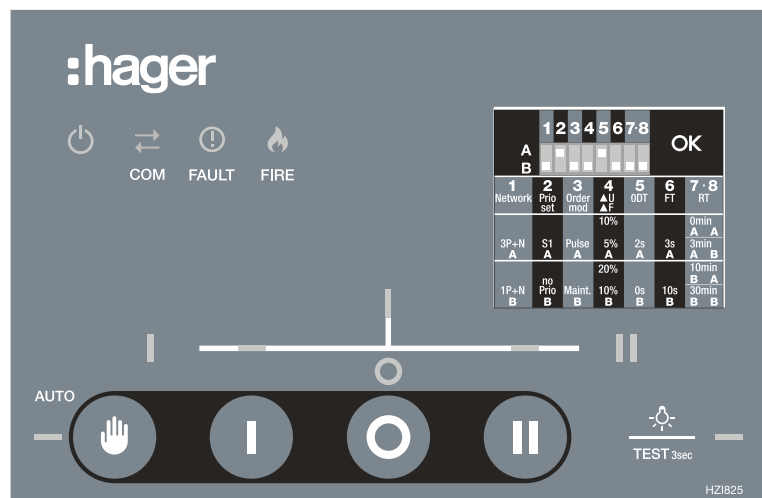 :hager
COM FAULT FIRE
1 2 3 4 5 6 7·8
OK
A
B
1 2 3 4 5 6 7·8
Network Prio set Order mod ▲U ▲F ODT FT RT
3P+N A
S1 A
Pulse A
10% 5% A
2s A
3s A
0min A A
3min A B
1P+N B
no Prio B
Maint. B
20% 10% B
0s B
10s B
10min B A
30min B B
I
II
O
AUTO
I O II
TEST 3sec
HZI825